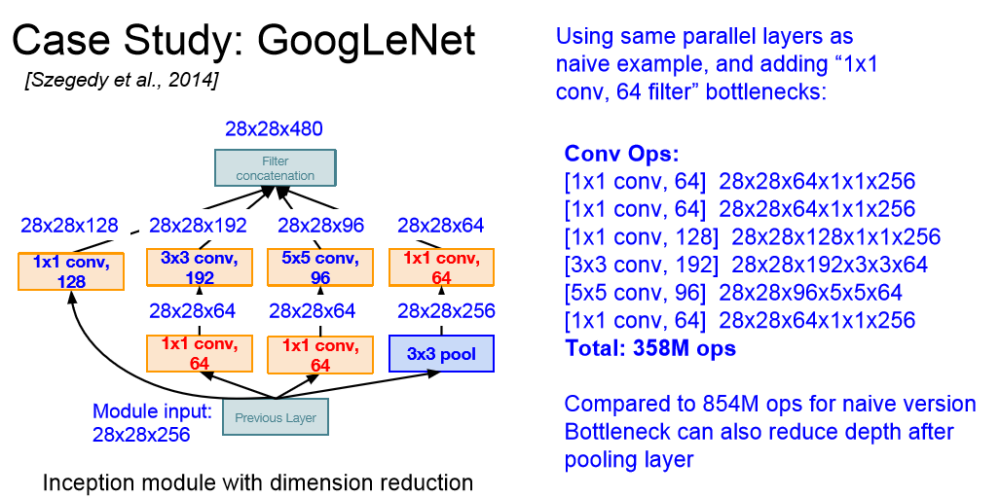 Case Study: GoogLeNet
[Szegedy et al., 2014]
28x28x480
Filter
concatenation
28x28x128
28x28x192
28x28x96
28x28x64
1x1 conv,
128
3x3 conv,
192
5x5 conv,
96
1x1 conv,
64
28x28x64
28x28x64
28x28x256
1x1 conv,
64
1x1 conv,
64
3x3 pool
Module input:
28x28x256
Previous Layer
Inception module with dimension reduction
Using same parallel layers as
naive example, and adding “1x1
conv, 64 filter” bottlenecks:
Conv Ops:
[1x1 conv, 64] 28x28x64x1x1x256
[1x1 conv, 64] 28x28x64x1x1x256
[1x1 conv, 128] 28x28x128x1x1x256
[3x3 conv, 192] 28x28x192x3x3x64
[5x5 conv, 96] 28x28x96x5x5x64
[1x1 conv, 64] 28x28x64x1x1x256
Total: 358M ops
Compared to 854M ops for naive version
Bottleneck can also reduce depth after
pooling layer